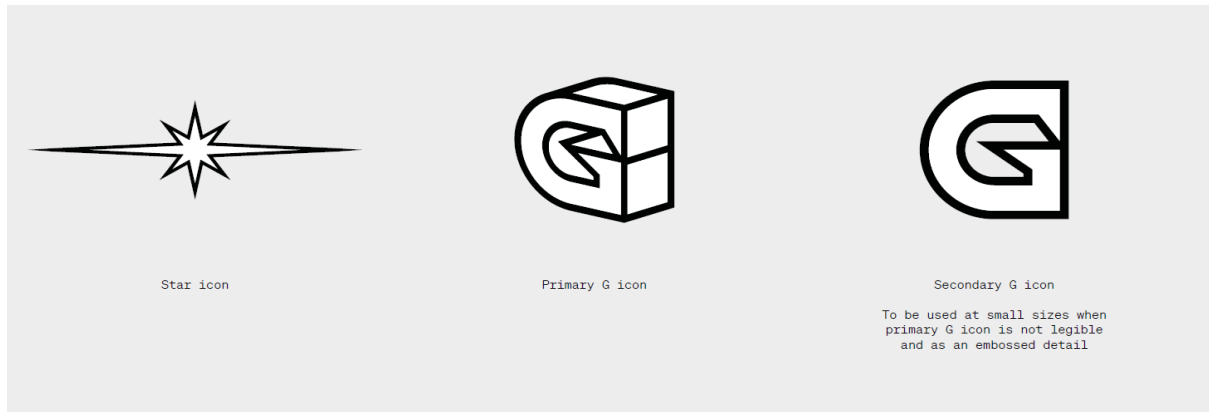 Star icon
Primary G icon
Secondary G icon
To be used at small sizes when
primary G icon is not legible
and as an embossed detail